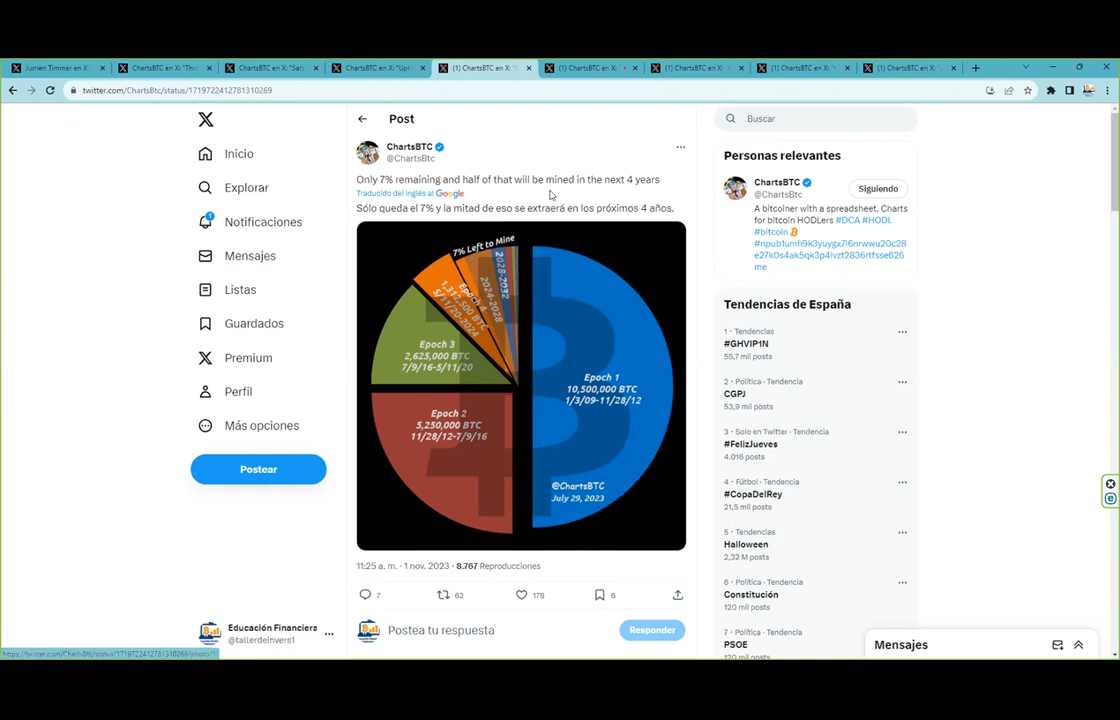 Jurrien Timmer en X:
ChartsBTC en X: "Thr
ChartsBTC en X: "Sats
ChartsBTC en X: "Upt
(1) ChartsBTC en X: "
(1) ChartsBTC en X: "
(1) ChartsBTC en X:
(1) ChartsBTC en X: "
(1) ChartsBTC en X:
twitter.com/ChartsBtc/status/1719722412781310269
Inicio
Explorar
1
Notificaciones
Mensajes
Listas
Guardados
Premium
Perfil
Más opciones
Postear
Educación Financiera
@tallerdeinvers1
Post
ChartsBTC
@ChartsBtc
Only 7% remaining and half of that will be mined in the next 4 years
Traducido del inglés al Google
Sólo queda el 7% y la mitad de eso se extraerá en los próximos 4 años.
7% Left to Mine
2028-2032
2024-2028
Epoch 4
1,312,500 BTC
5/11/20-2024
Epoch 3
2,625,000 BTC
7/9/16-5/11/20
Epoch 2
5,250,000 BTC
11/28/12-7/9/16
Epoch 1
10,500,000 BTC
1/3/09-11/28/12
@ChartsBTC
July 29, 2023
11:25 a. m. · 1 nov. 2023 · 8.767 Reproducciones
7 62 178 6
Postea tu respuesta
Responder
Buscar
Personas relevantes
ChartsBTC
@ChartsBtc
Siguiendo
A bitcoIner with a spreadsheet. Charts
for bitcoin HODLers #DCA #HODL
#bitcoin
#npub1umh9k3yuygx7l6nrwwu20c28
e27k0s4ak5qk3p4lvzt2836rtfsse626
me
Tendencias de España
1 · Tendencias
#GHVIP1N
55,7 mil posts
2 · Política · Tendencia
CGPJ
53,9 mil posts
3 · Solo en Twitter · Tendencia
#FelizJueves
4.016 posts
4 · Fútbol · Tendencia
#CopaDelRey
21,5 mil posts
5 · Tendencias
Halloween
2,32 M posts
6 · Política · Tendencia
Constitución
120 mil posts
7 · Política · Tendencia
PSOE
120 mil posts
Mensajes
https://twitter.com/ChartsBtc/status/1719722412781310269/photo/1